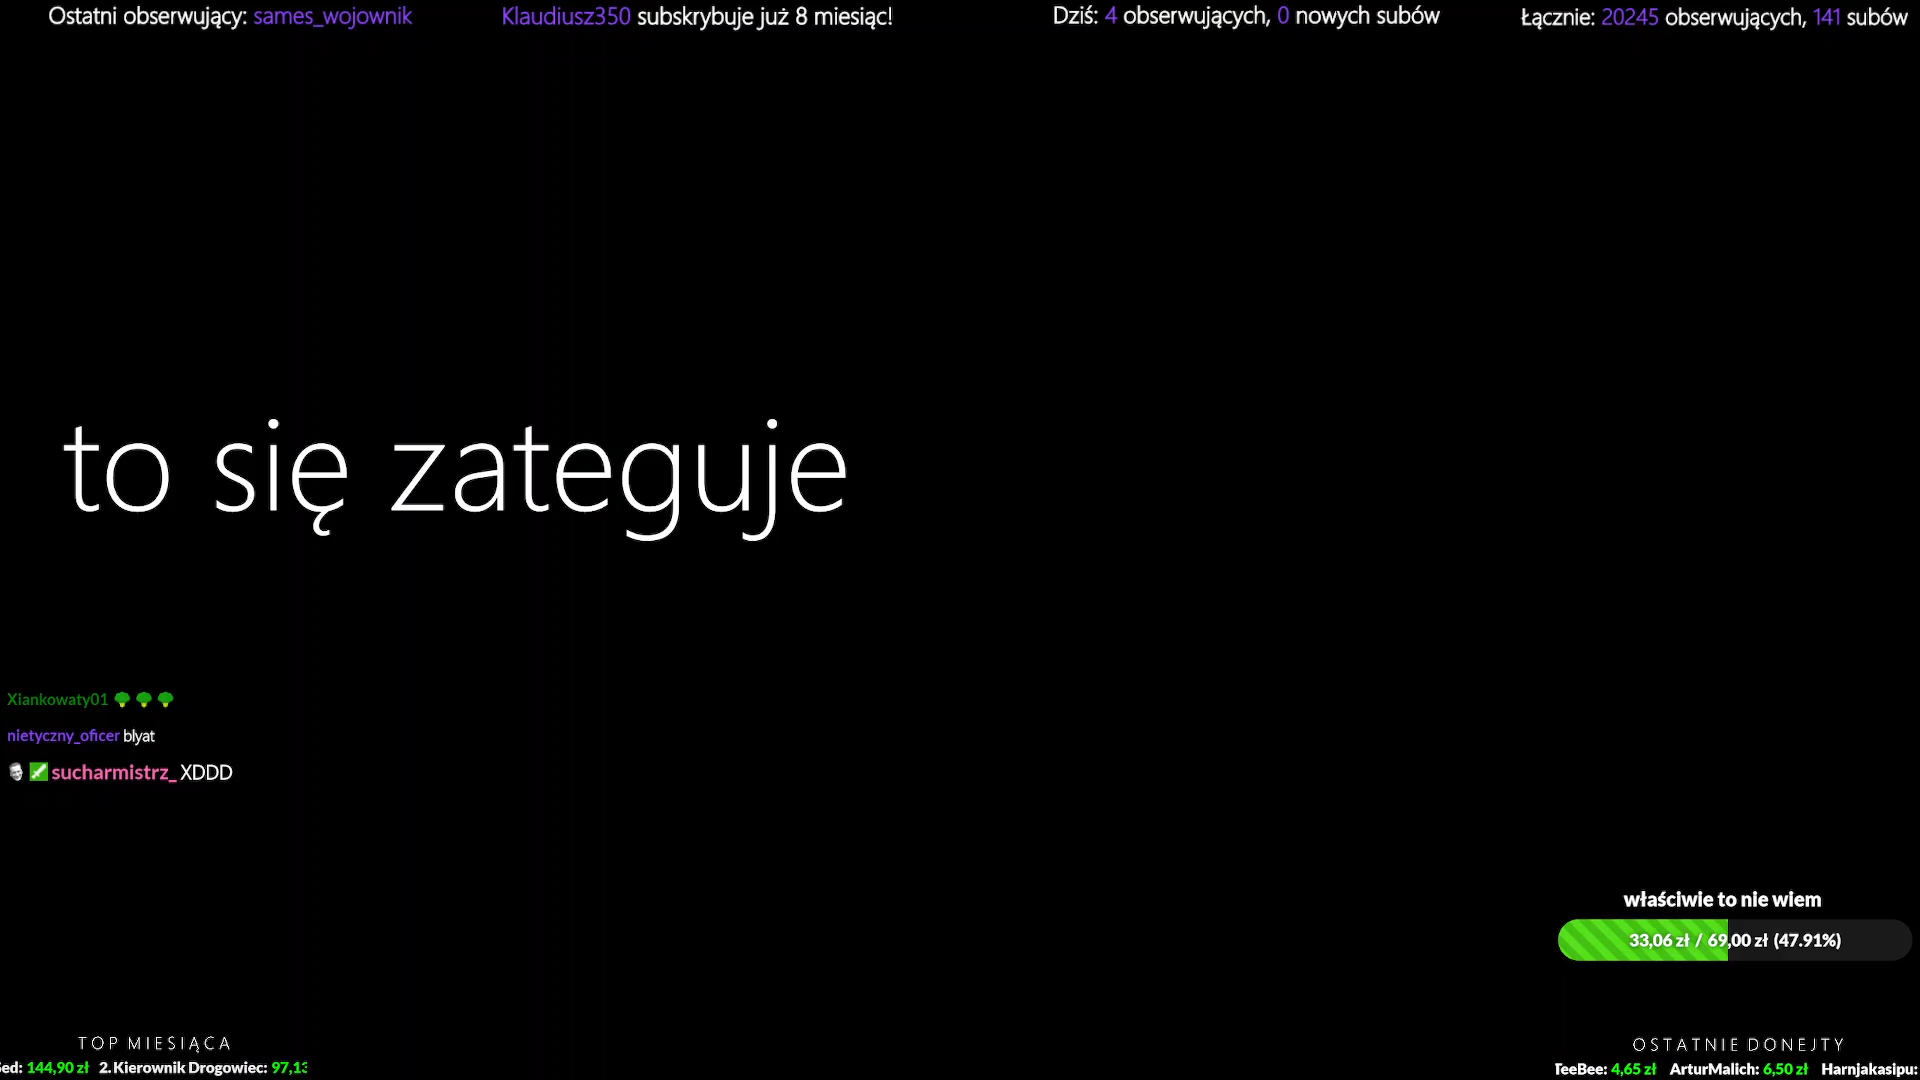 Ostatni obserwujący: sames_wojownik
Klaudiusz350 subskrybuje już 8 miesiąc!
Dziś: 4 obserwujących, 0 nowych subów
Łącznie: 20245 obserwujących, 141 subów
to się zateguje
Xiankowaty01
nietyczny_oficer blyat
sucharmistrz_ XDDD
właściwie to nie wiem
33,06 zł / 69,00 zł (47.91%)
TOP MIESIĄCA
144,90 zł 2.Kierownik Drogowiec: 97,13
OSTATNIE DONEJTY
TeeBee: 4,65 zł ArturMalich: 6,50 zł Harnjakasipu: